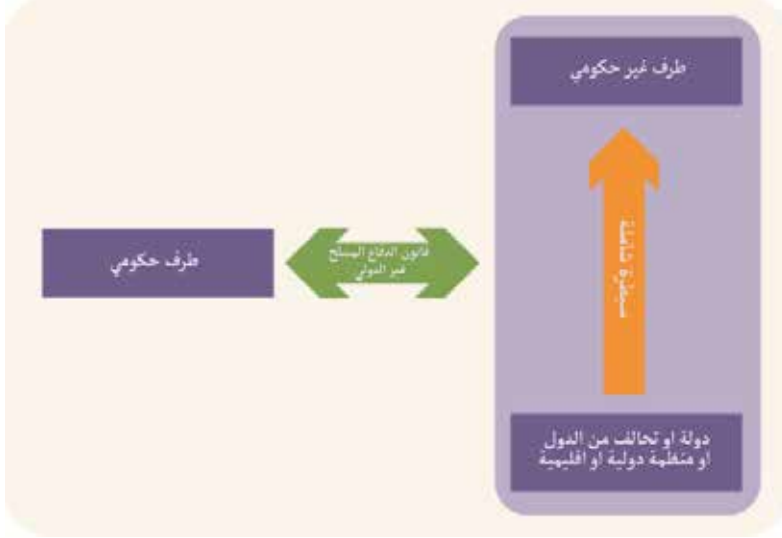 طرف غير حكومي
سيطرة شاملة
قانون الدفاع المسلح
غير الدولي
طرف حكومي
دولة او تحالف من الدول
او منظمة دولية او اقليمية